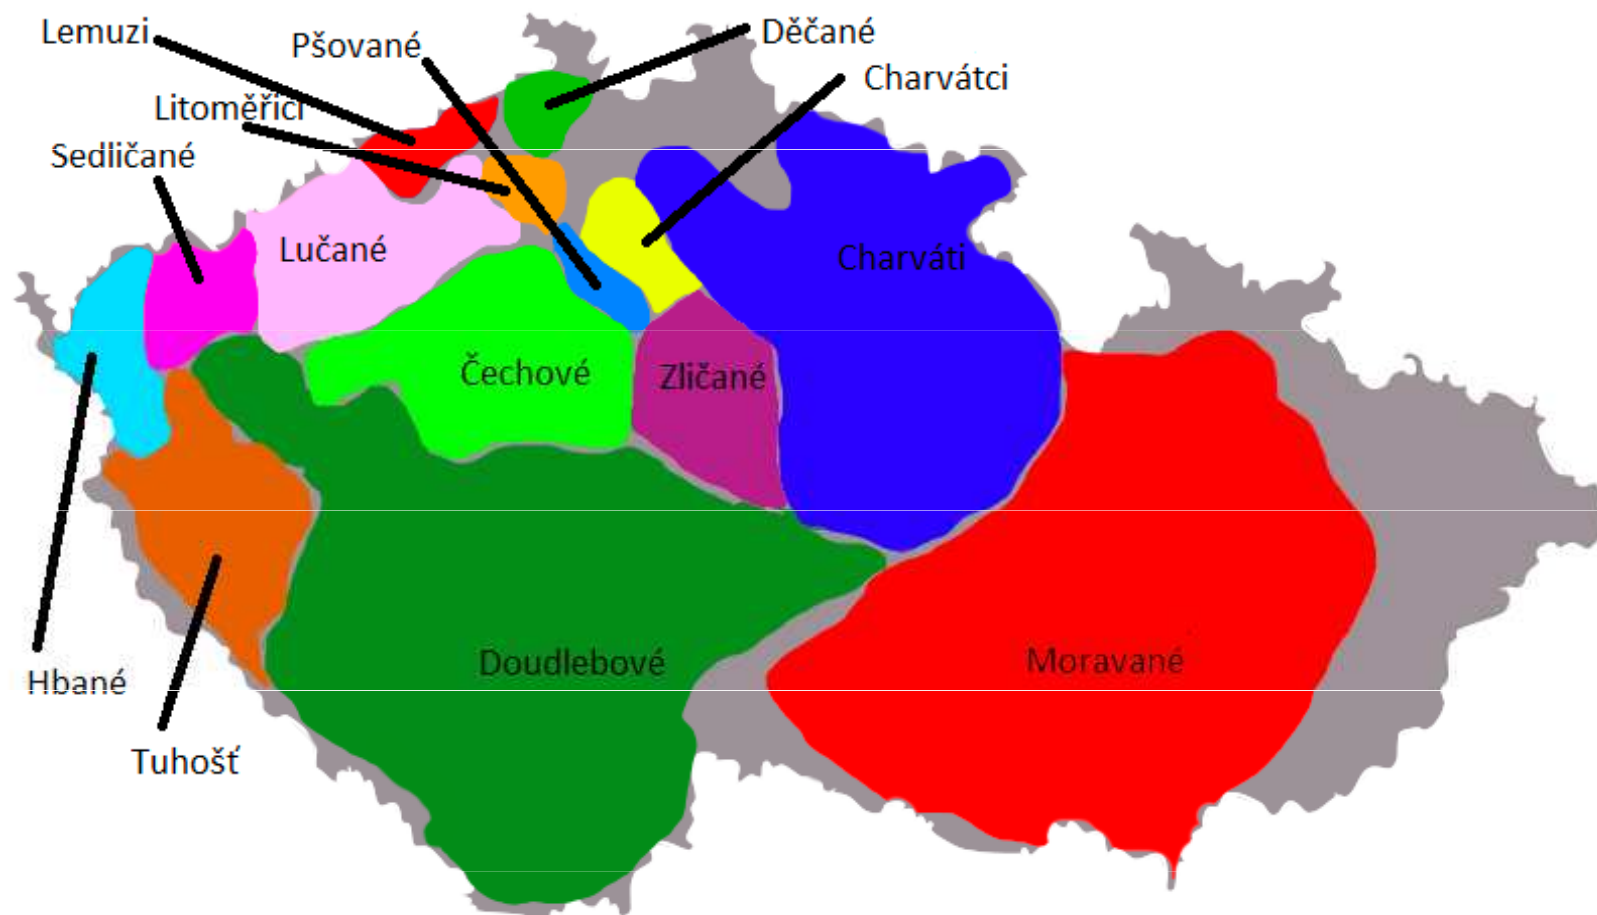 Lemuzi
Pšované
Děčané
Charvátci
Litoměřici
Sedličané
Lučané
Charváti
Čechové
Zličané
Doudlebové
Moravané
Hbané
Tuhošť